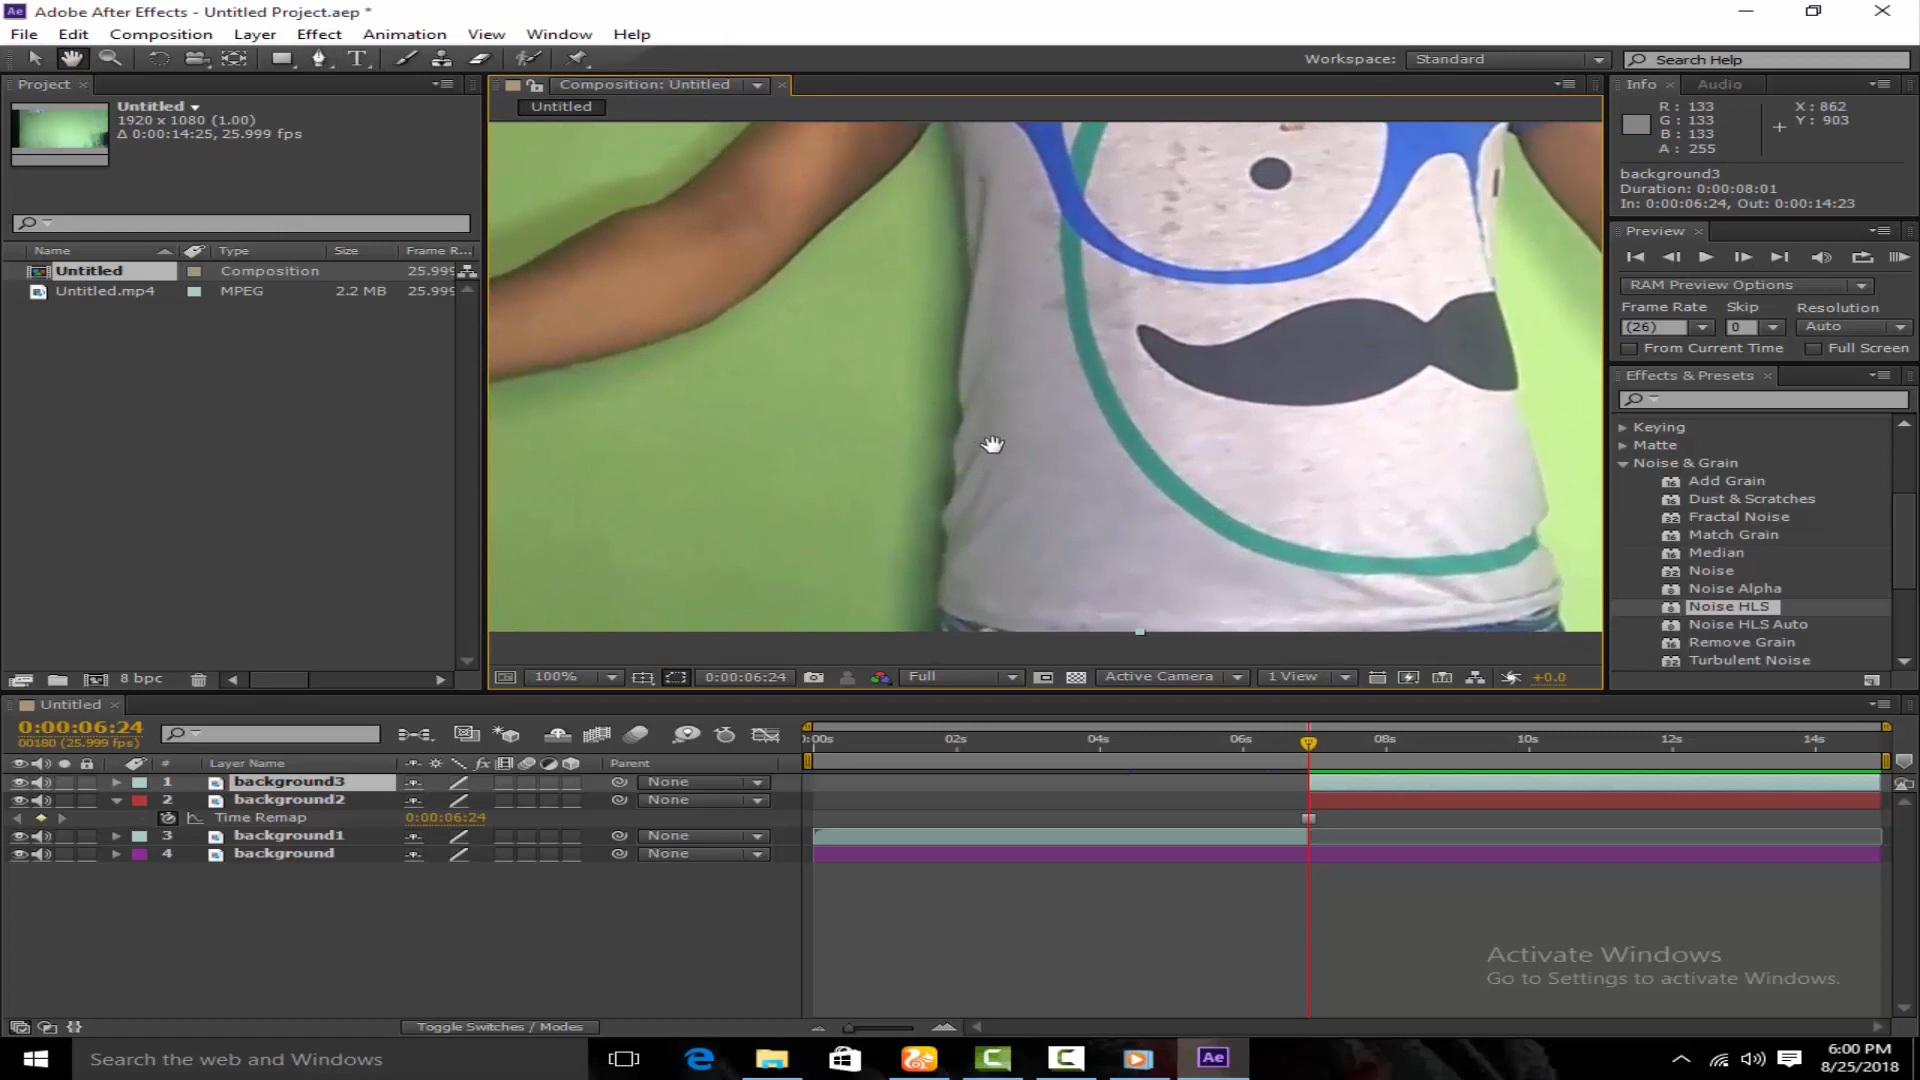 Adobe After Effects - Untitled Project.aep *
File Edit Composition Layer Effect Animation View Window Help
Workspace: Standard Search Help
Project
Untitled
1920 x 1080 (1.00)
Δ 0:00:14:25, 25.999 fps
Name Type Size Frame R...
Untitled Composition 25.999
Untitled.mp4 MPEG 2.2 MB 25.999
8 bpc
Composition: Untitled
Untitled
100% 0:00:06:24 Full Active Camera 1 View +0.0
Info Audio
R: 133 X: 862
G: 133 Y: 903
B: 133
A: 255
background3
Duration: 0:00:08:01
In: 0:00:06:24, Out: 0:00:14:23
Preview
RAM Preview Options
Frame Rate Skip Resolution
(26) 0 Auto
From Current Time Full Screen
Effects & Presets
Keying
Matte
Noise & Grain
Add Grain
Dust & Scratches
Fractal Noise
Match Grain
Median
Noise
Noise Alpha
Noise HLS
Noise HLS Auto
Remove Grain
Turbulent Noise
Untitled
0:00:06:24
00180 (25.999 fps)
:00s 02s 04s 06s 08s 10s 12s 14s
# Layer Name Parent
1 background3 None
2 background2 None
Time Remap 0:00:06:24
3 background1 None
4 background None
Activate Windows
Go to Settings to activate Windows.
Toggle Switches / Modes
Search the web and Windows
Ae
6:00 PM
8/25/2018